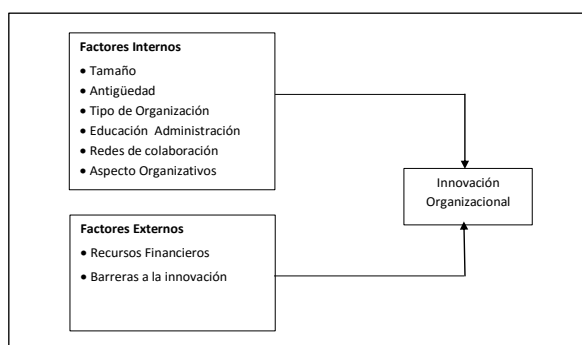 Factores Internos
• Tamaño
• Antigüedad
• Tipo de Organización
• Educación Administración
• Redes de colaboración
• Aspecto Organizativos
Innovación
Organizacional
Factores Externos
• Recursos Financieros
• Barreras a la innovación